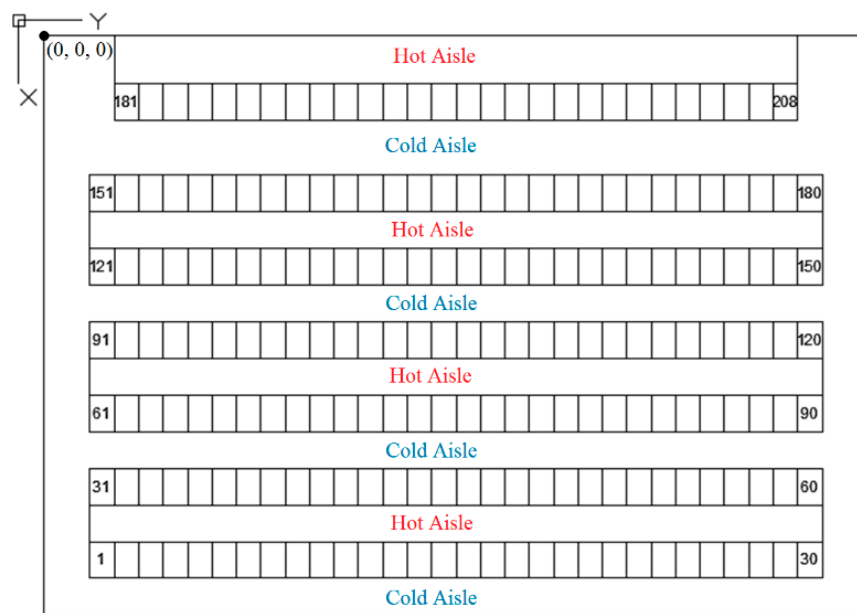 Y
(0, 0, 0)
X
Hot Aisle
181 208
Cold Aisle
151 180
Hot Aisle
121 150
Cold Aisle
91 120
Hot Aisle
61 90
Cold Aisle
31 60
Hot Aisle
1 30
Cold Aisle